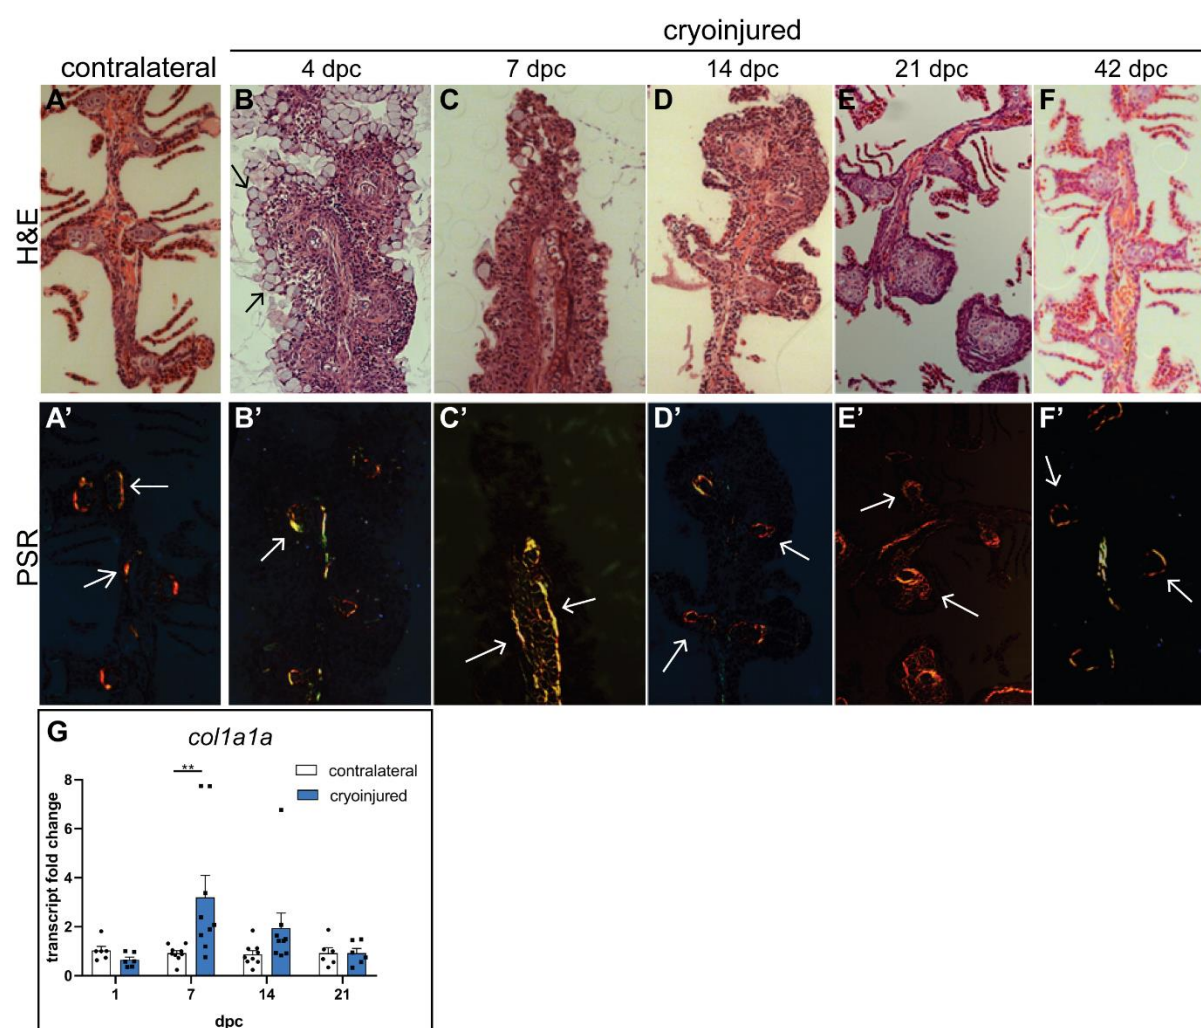 cryoinjured
contralateral 4 dpc 7 dpc 14 dpc 21 dpc 42 dpc
A B C D E F
H&E
A' B' C' D' E' F'
PSR
G col1a1a
contralateral
cryoinjured
**
8
6
4
2
0
transcript fold change
1 7 14 21
dpc